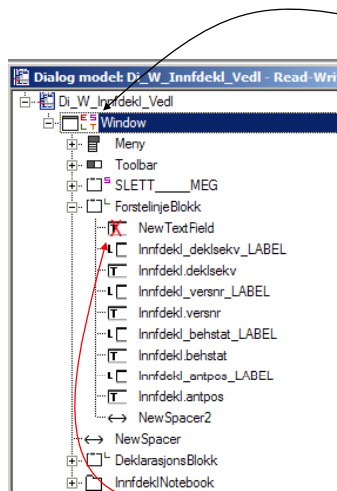 Dialog model: Di_W_Innfdekl_Vedl - Read-Wri
Di_W_Innfdekl_Vedl
E S L T Window
Meny
Toolbar
S SLETT____MEG
L ForstelinjeBlokk
T NewTextField
L Innfdekl_deklsekv_LABEL
T Innfdekl.deklsekv
L Innfdekl_versnr_LABEL
T Innfdekl.versnr
L Innfdekl_behstat_LABEL
T Innfdekl.behstat
L Innfdekl_antpos_LABEL
T Innfdekl.antpos
NewSpacer2
NewSpacer
L DeklarasjonsBlokk
InnfdeklNotebook